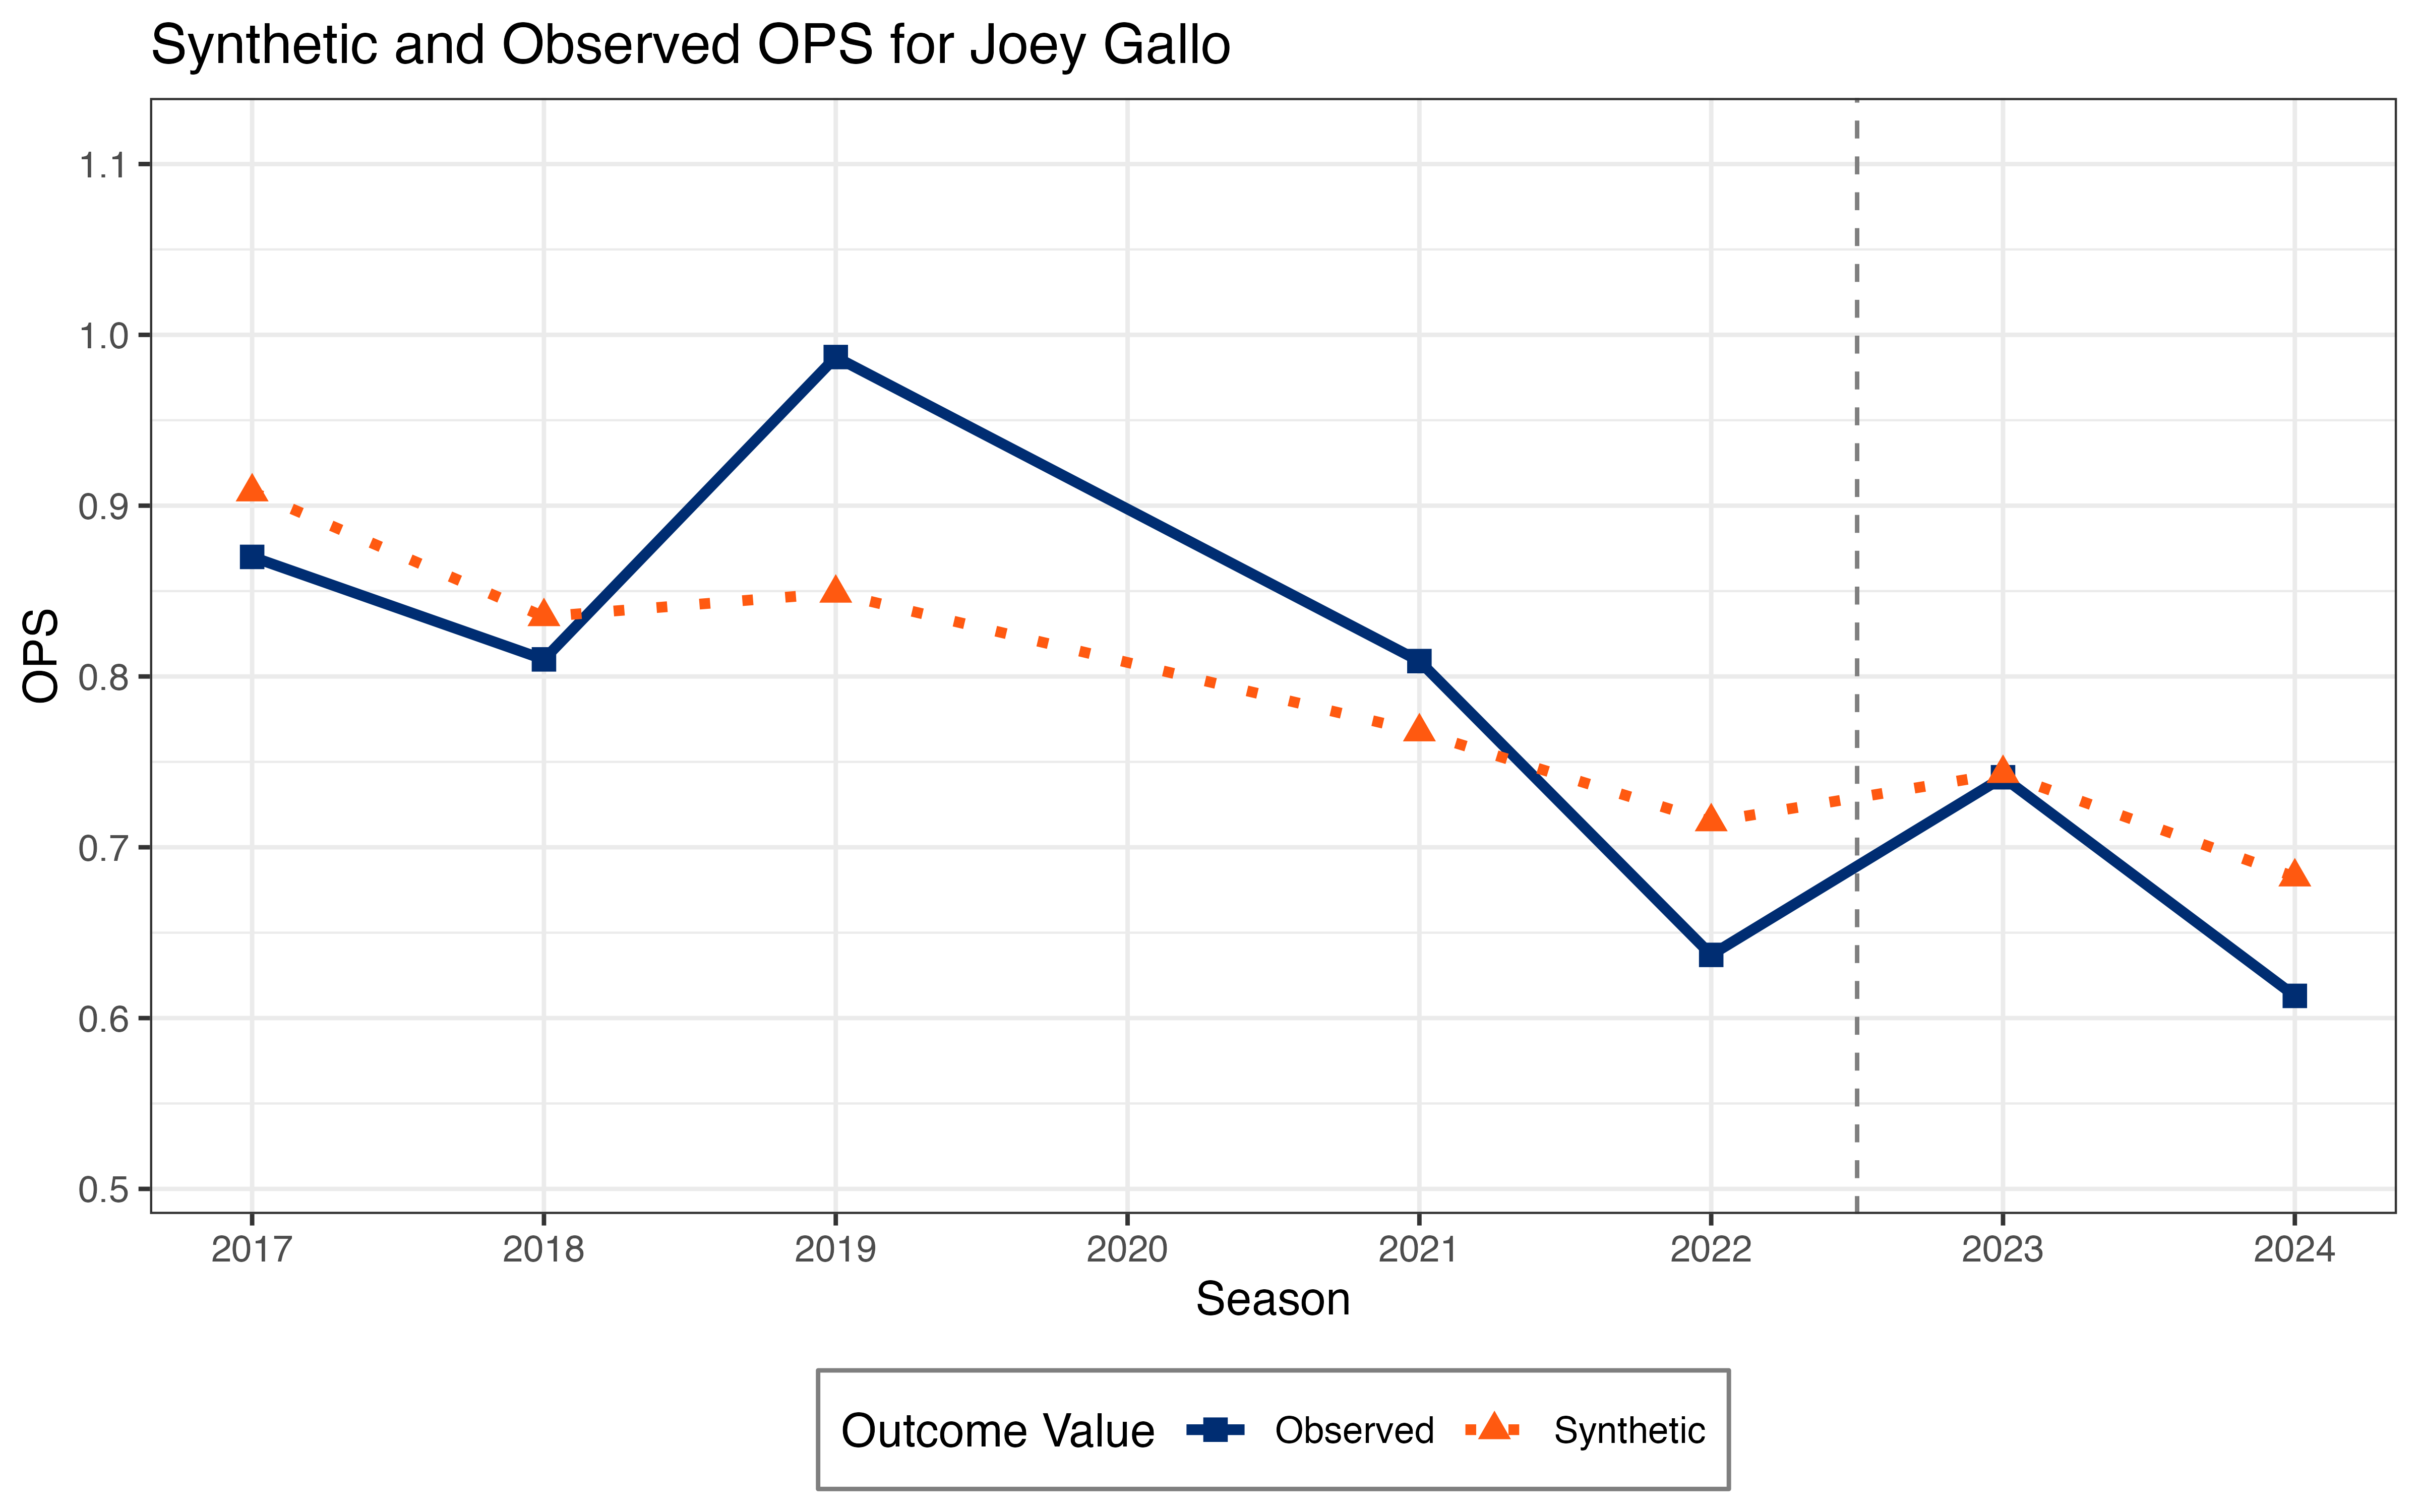 Synthetic and Observed OPS for Joey Gallo
1.1
1.0
0.9
0.8
0.7
0.6
0.5
OPS
2017 2018 2019 2020 2021 2022 2023 2024
Season
Outcome Value Observed Synthetic